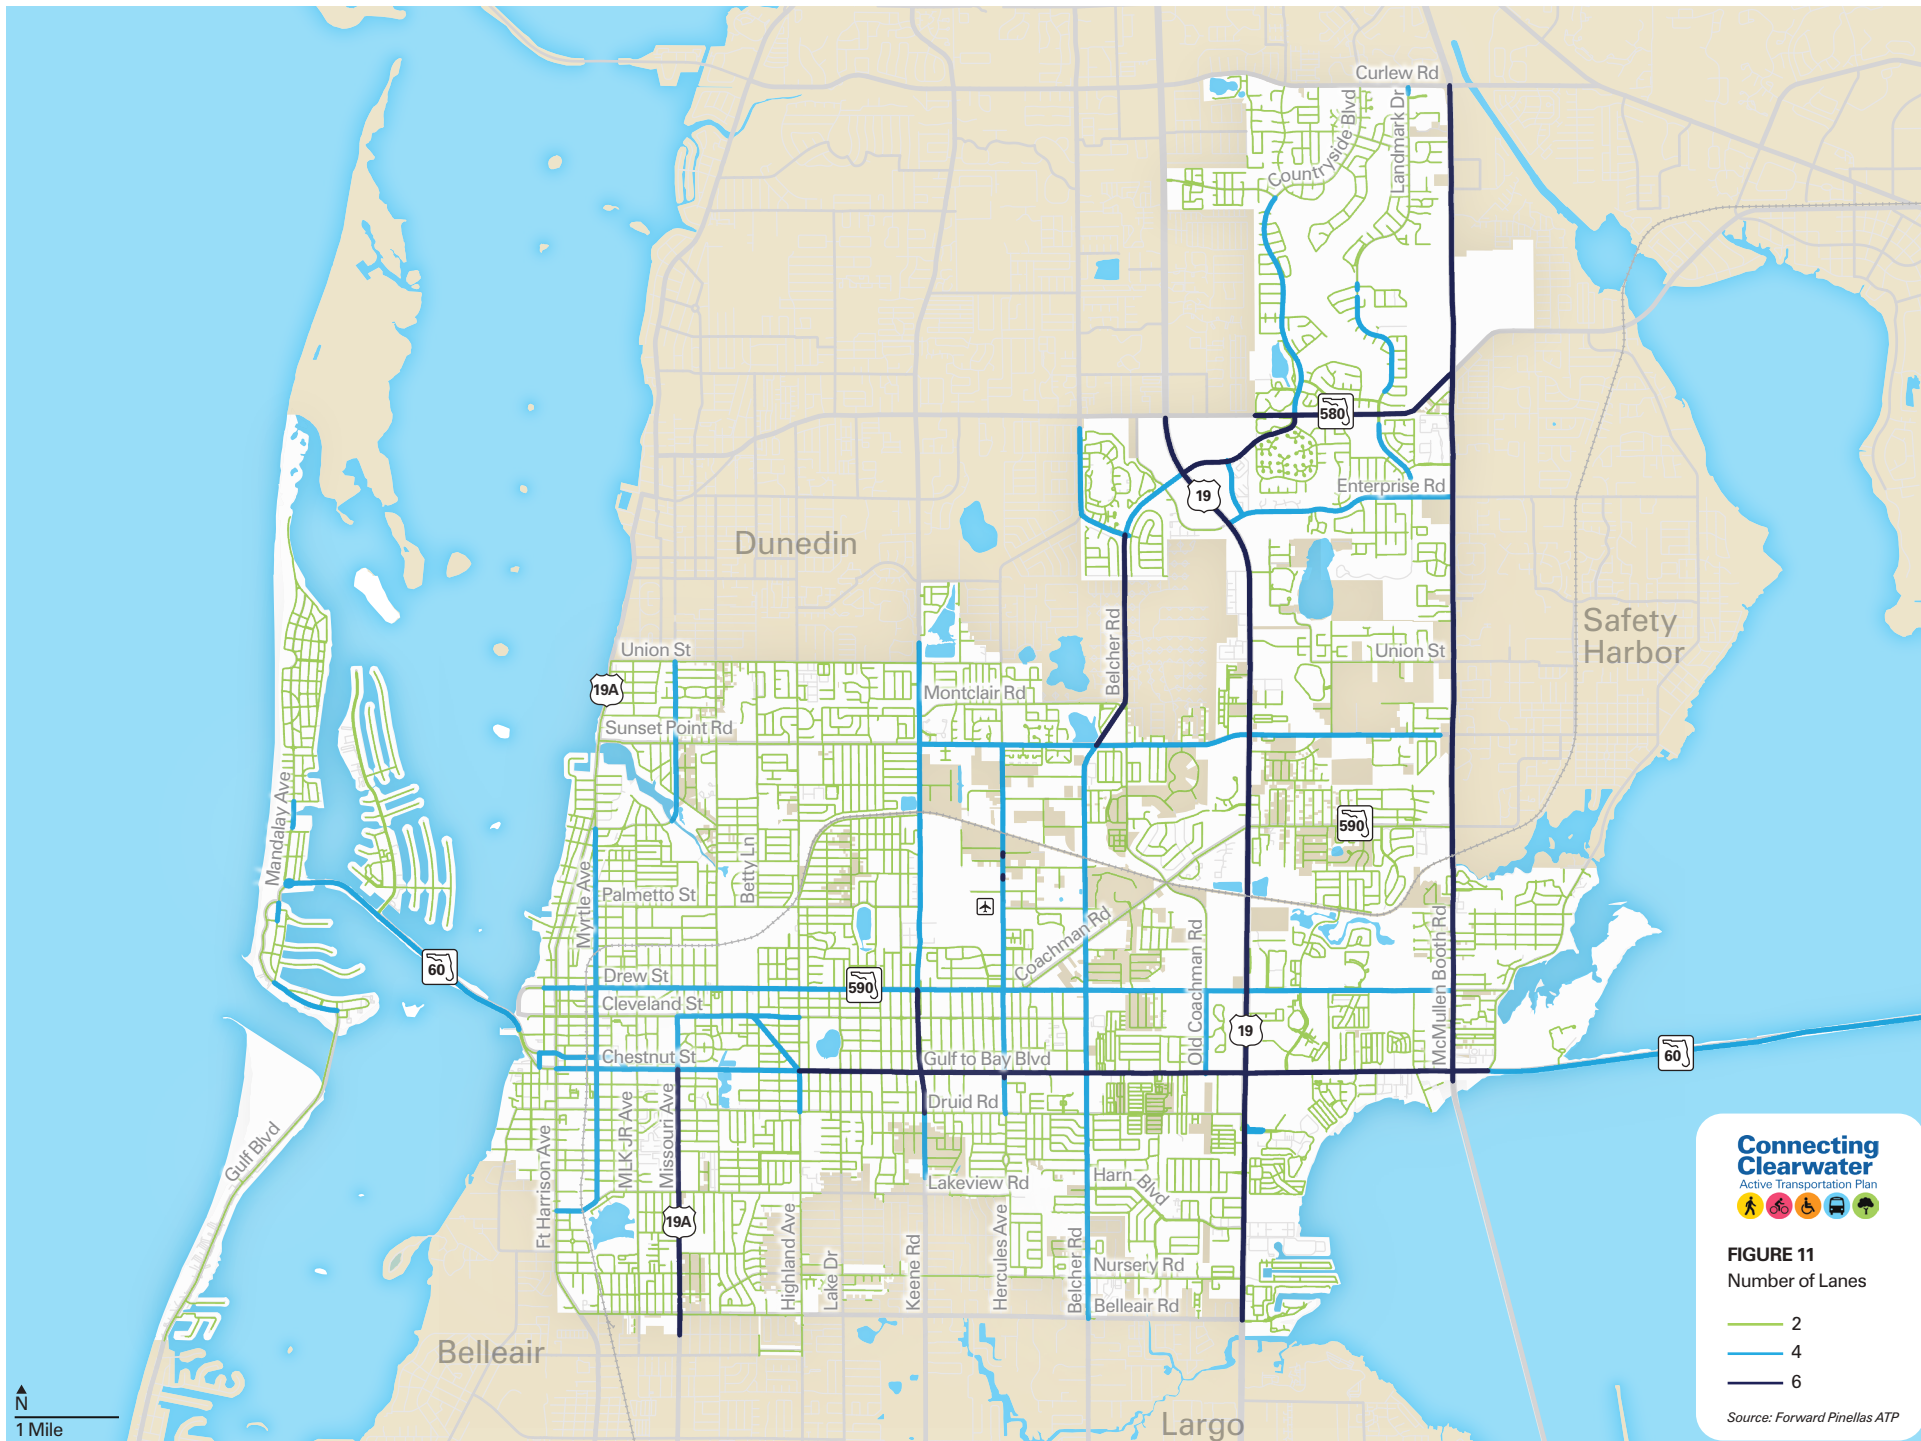 Curlew Rd
Countryside Blvd
Landmark Dr
580
19
Enterprise Rd
Dunedin
Safety
Harbor
Belcher Rd
Union St
Union St
19A
Montclair Rd
Sunset Point Rd
Mandalay Ave
590
Myrtle Ave
Betty Ln
Palmetto St
Coachman Rd
Old Coachman Rd
McMullen Booth Rd
60
Drew St
590
Cleveland St
19
Chestnut St
Gulf to Bay Blvd
60
Druid Rd
MLK JR Ave
Missouri Ave
Gulf Blvd
Ft Harrison Ave
Lakeview Rd
Harn Blvd
19A
Highland Ave
Lake Dr
Keene Rd
Hercules Ave
Belcher Rd
Nursery Rd
Belleair Rd
Belleair
Largo
N
1 Mile
Connecting
Clearwater
Active Transportation Plan
FIGURE 11
Number of Lanes
2
4
6
Source: Forward Pinellas ATP